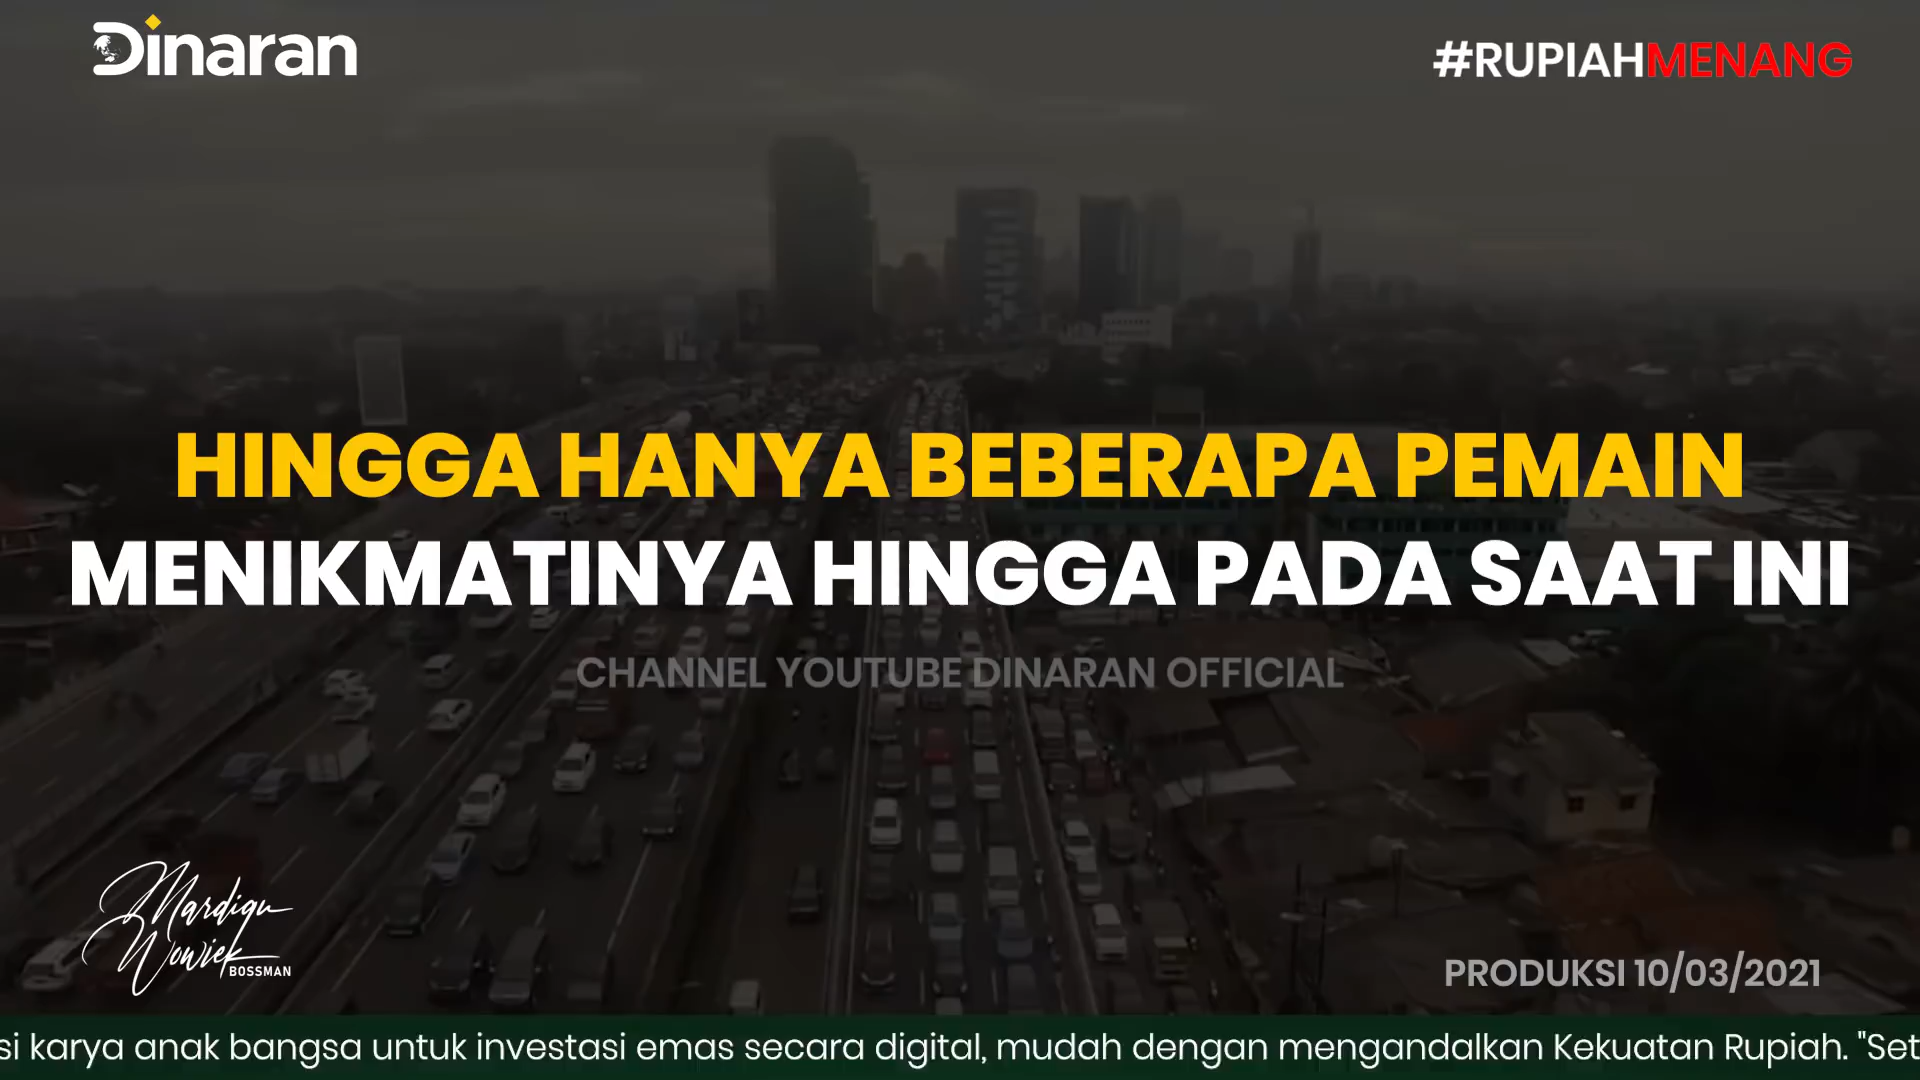 Dinaran
#RUPIAHMENANG
HINGGA HANYA BEBERAPA PEMAIN
MENIKMATINYA HINGGA PADA SAAT INI
CHANNEL YOUTUBE DINARAN OFFICIAL
Mardigu
Wowiek
BOSSMAN
PRODUKSI 10/03/2021
si karya anak bangsa untuk investasi emas secara digital, mudah dengan mengandalkan Kekuatan Rupiah. "Set